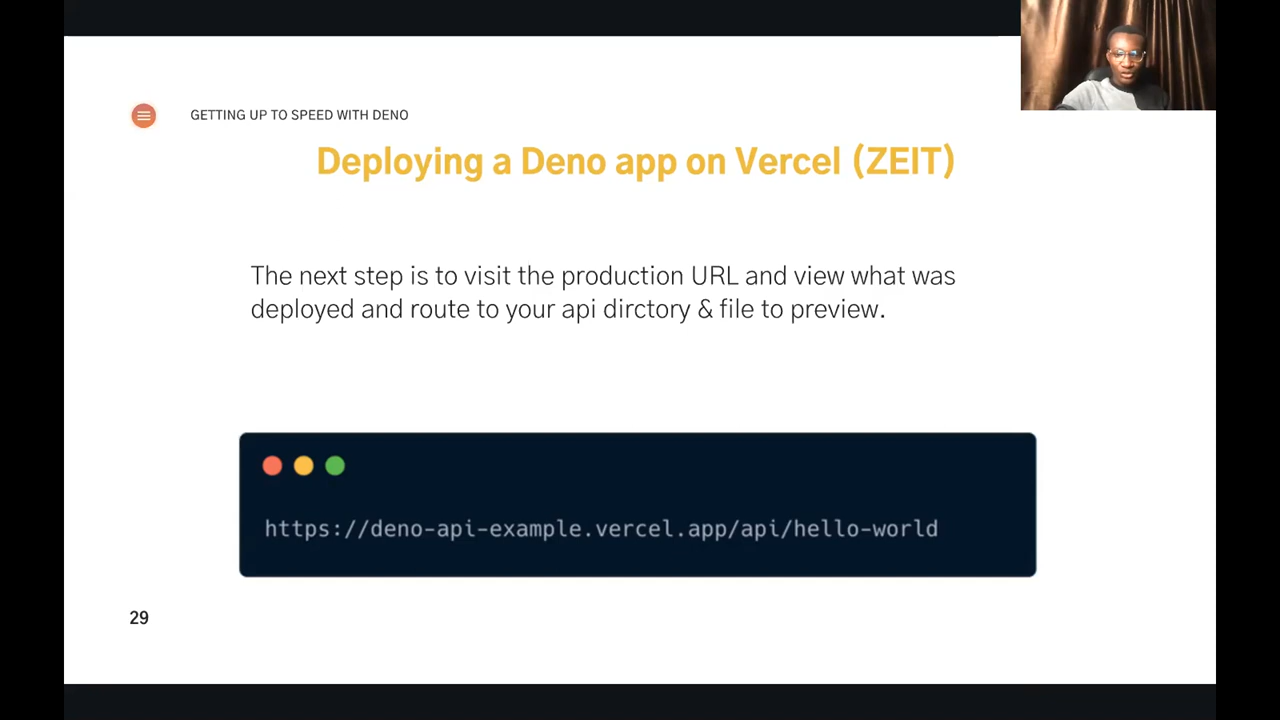 GETTING UP TO SPEED WITH DENO
Deploying a Deno app on Vercel (ZEIT)
The next step is to visit the production URL and view what was
deployed and route to your api dirctory & file to preview.
https://deno-api-example.vercel.app/api/hello-world
29